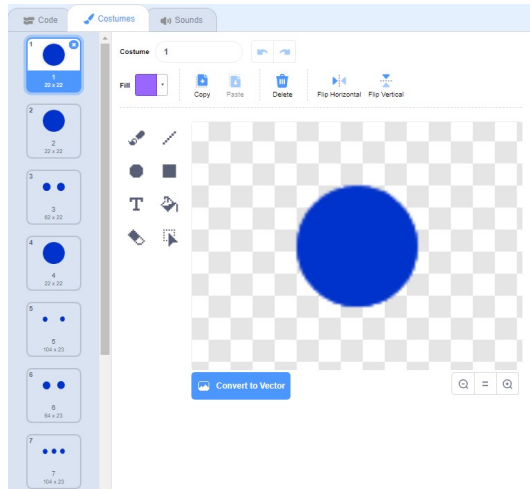 Code
Costumes
Sounds
1
1
22 x 22
2
2
22 x 22
3
3
62 x 22
4
4
22 x 22
5
5
104 x 23
6
6
64 x 23
7
7
104 x 23
Costume 1
Fill
Copy Paste Delete Flip Horizontal Flip Vertical
T
Convert to Vector